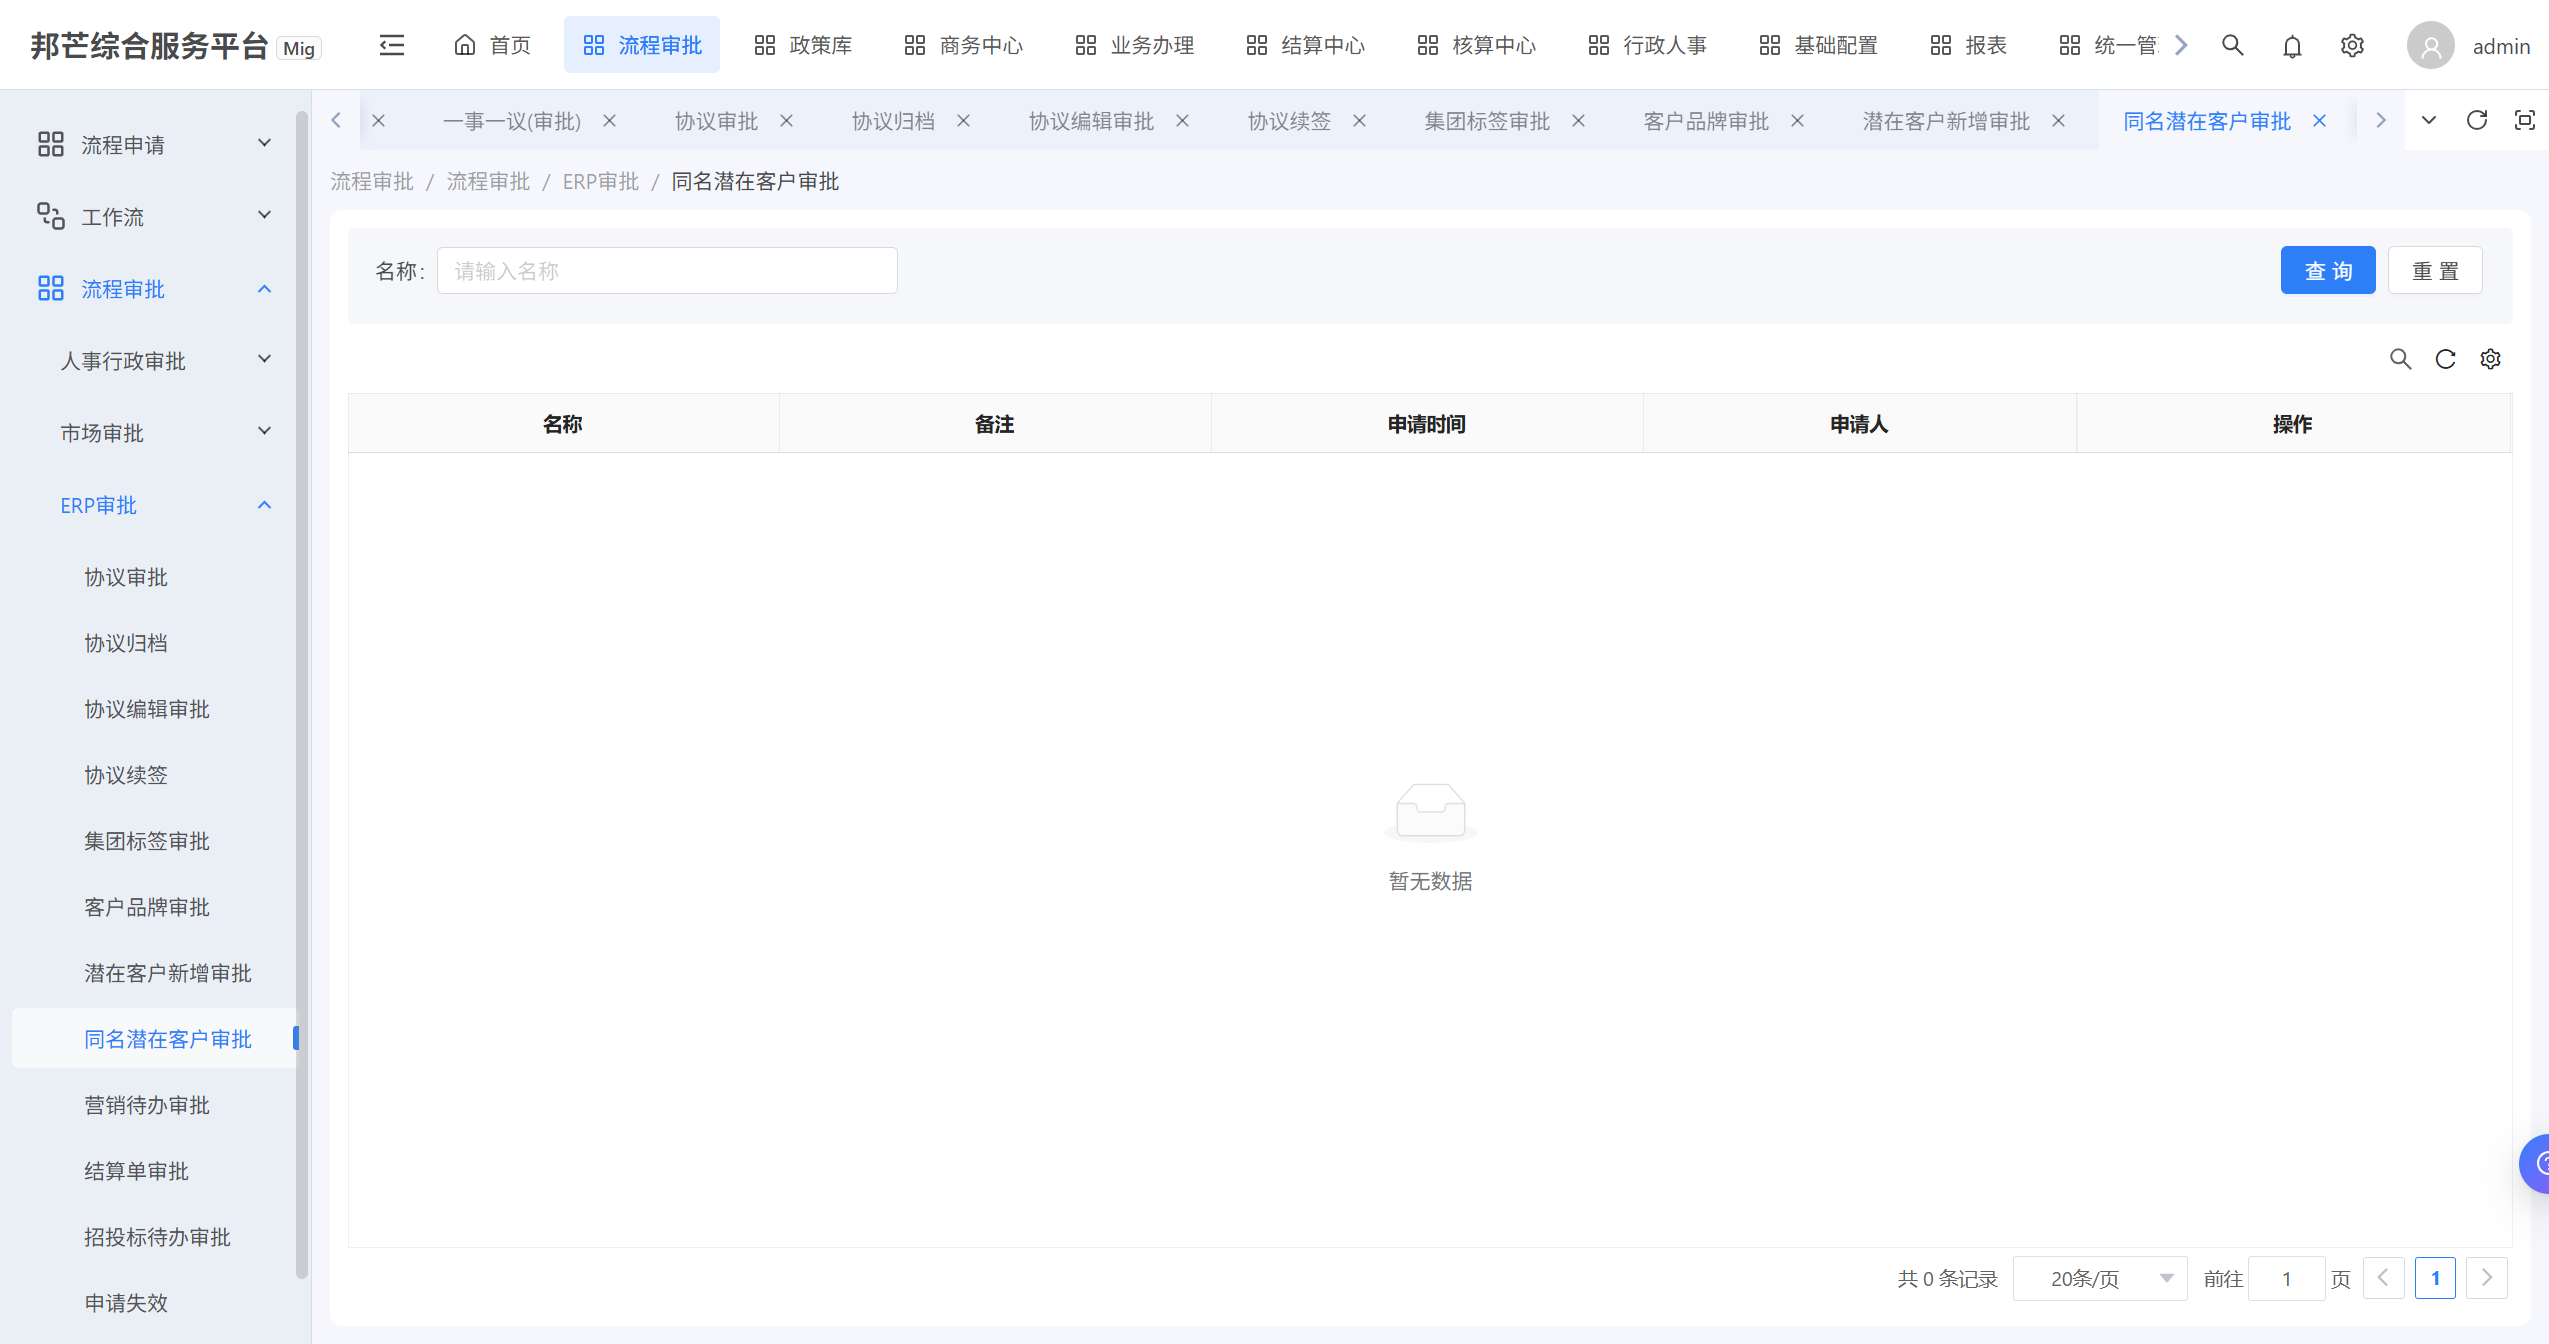 邦芒综合服务平台 Mig
首页 流程审批 政策库 商务中心 业务办理 结算中心 核算中心 行政人事 基础配置 报表 统一管 admin
一事一议(审批) 协议审批 协议归档 协议编辑审批 协议续签 集团标签审批 客户品牌审批 潜在客户新增审批 同名潜在客户审批
流程审批 / 流程审批 / ERP审批 / 同名潜在客户审批
流程申请
工作流
流程审批
人事行政审批
市场审批
ERP审批
协议审批
协议归档
协议编辑审批
协议续签
集团标签审批
客户品牌审批
潜在客户新增审批
同名潜在客户审批
营销待办审批
结算单审批
招投标待办审批
申请失效
名称: 请输入名称 查询 重置
名称 备注 申请时间 申请人 操作
暂无数据
共 0 条记录 20条/页 前往 1 页 1